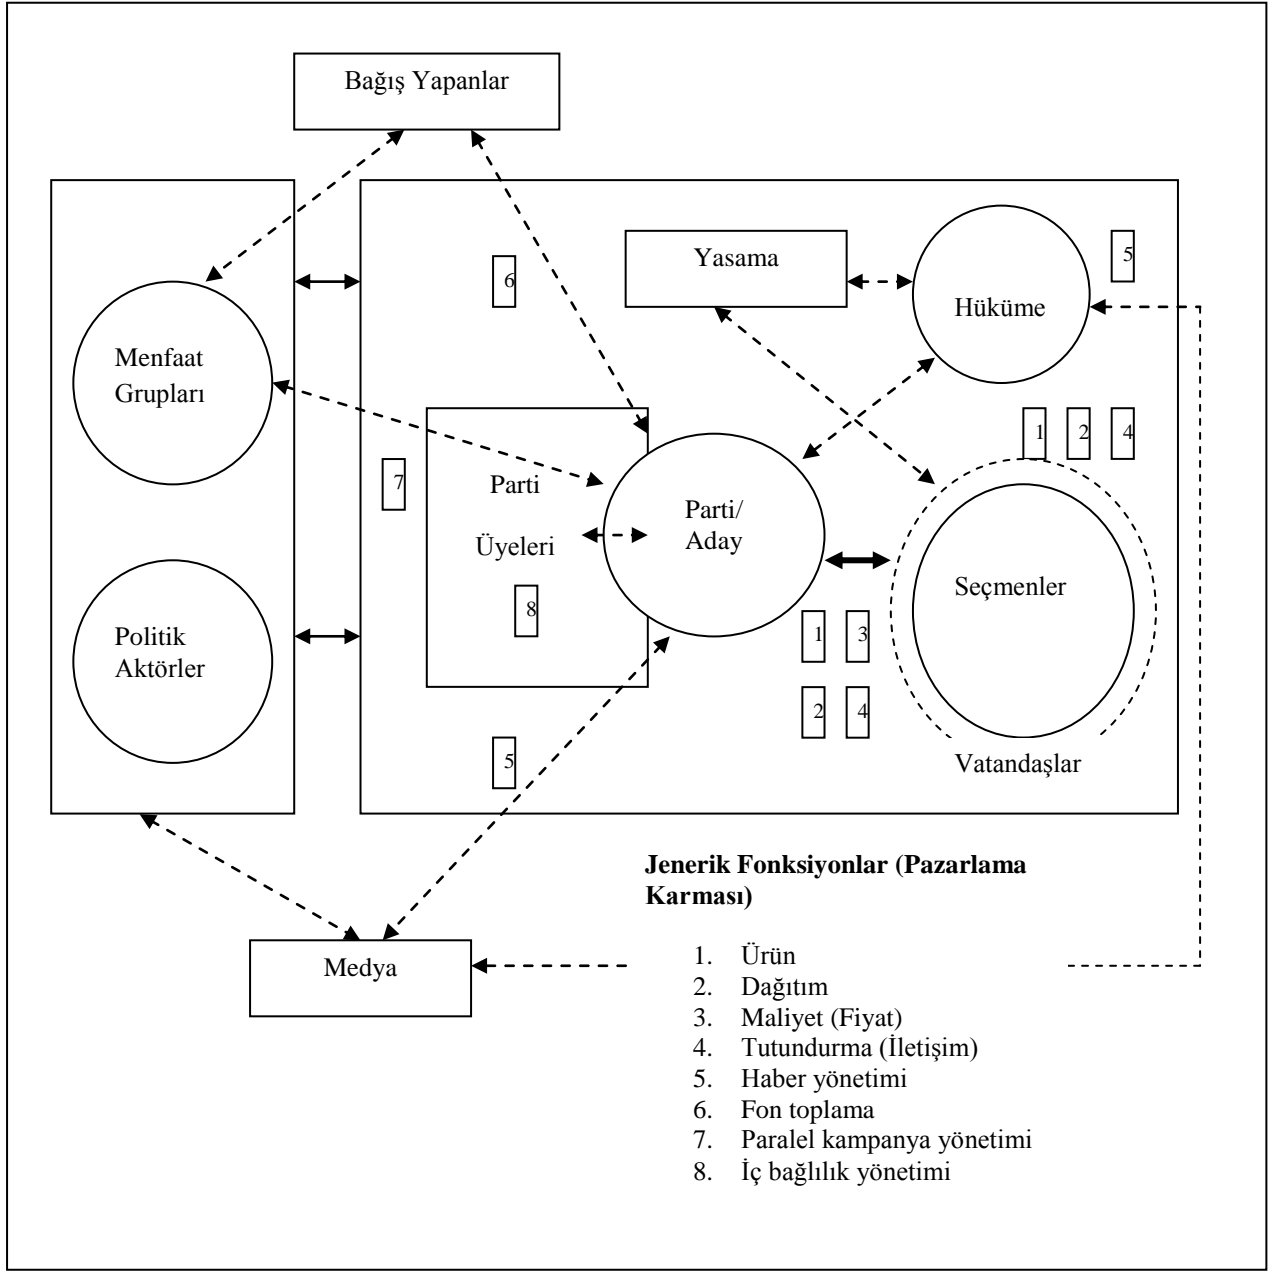 Bağış Yapanlar
Yasama
5
6
Hüküme
Menfaat
Grupları
1 2 4
7
Parti
Üyeleri
Parti/
Aday
Seçmenler
8
1 3
Politik
Aktörler
2 4
5
Vatandaşlar
Jenerik Fonksiyonlar (Pazarlama
Karması)
Medya
1. Ürün
2. Dağıtım
3. Maliyet (Fiyat)
4. Tutundurma (İletişim)
5. Haber yönetimi
6. Fon toplama
7. Paralel kampanya yönetimi
8. İç bağlılık yönetimi